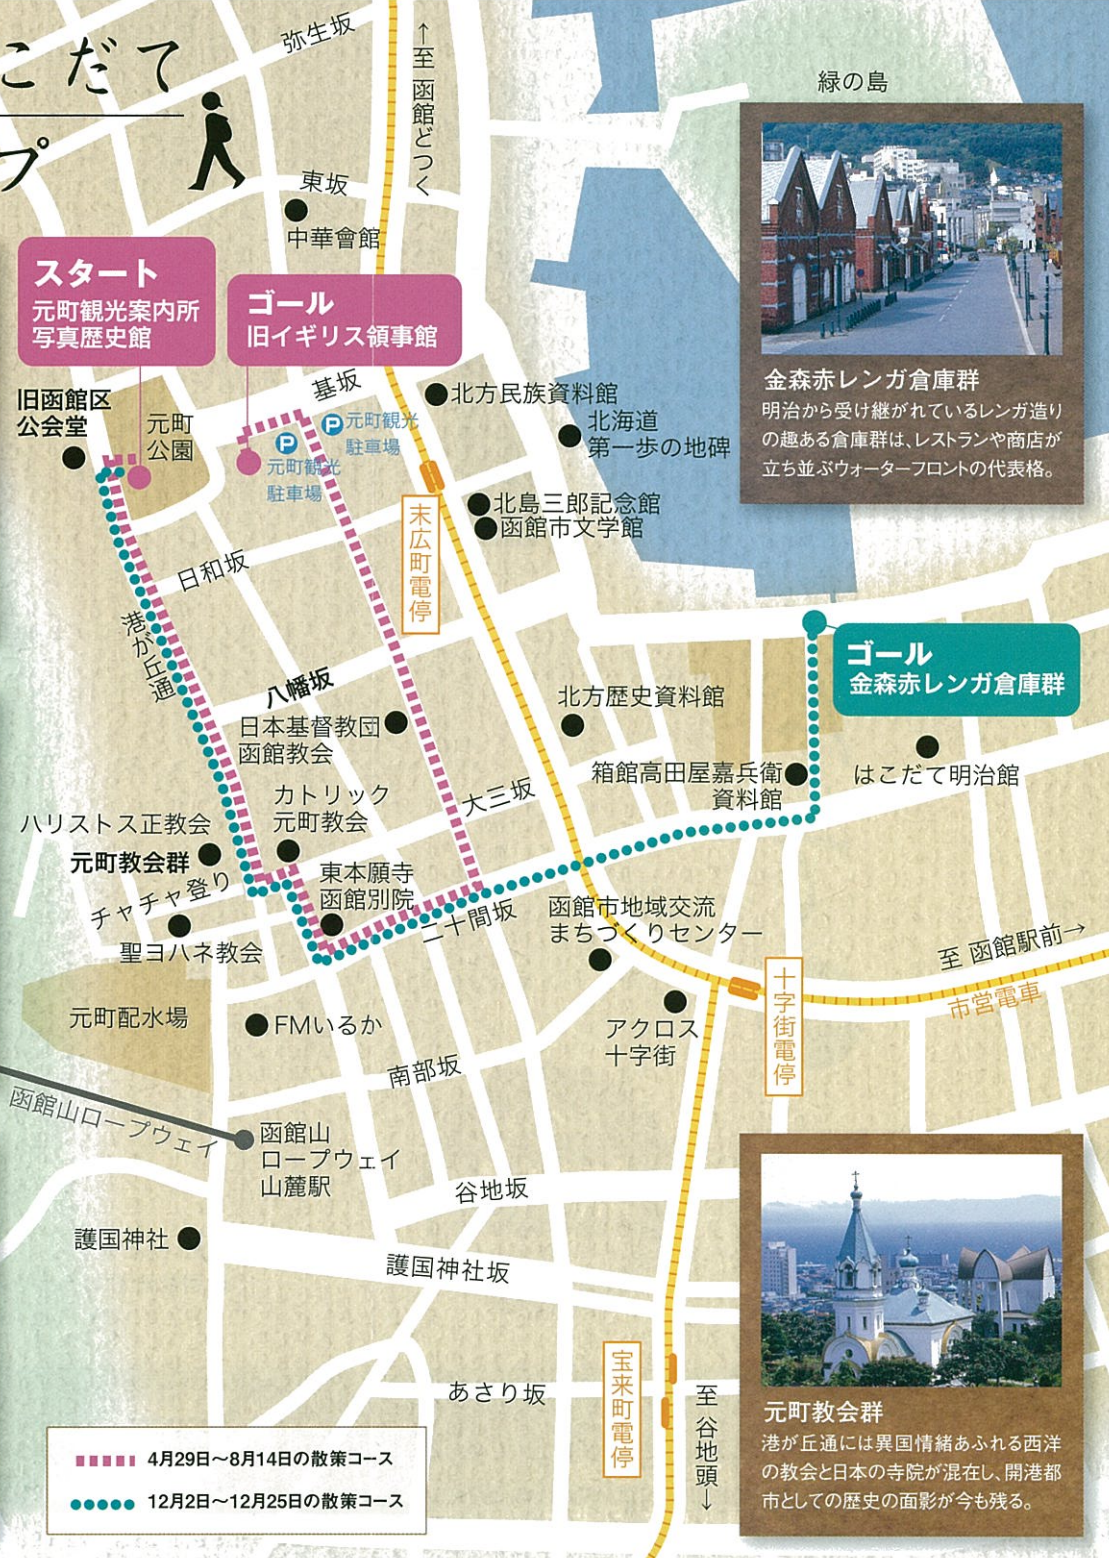 こだて
プ
弥生坂
←至 函館どつく
緑の島
東坂
中華會館
スタート
元町観光案内所
写真歴史館
ゴール
旧イギリス領事館
金森赤レンガ倉庫群
明治から受け継がれているレンガ造り
の趣ある倉庫群は、レストランや商店が
立ち並ぶウォーターフロントの代表格。
旧函館区
公会堂
元町
公園
基坂
P 元町観光
駐車場
P
元町観光
駐車場
北方民族資料館
北海道
第一歩の地碑
北島三郎記念館
函館市文学館
末広町電停
日和坂
港が丘通
八幡坂
日本基督教団
函館教会
北方歴史資料館
ゴール
金森赤レンガ倉庫群
箱館高田屋嘉兵衛
資料館
はこだて明治館
カトリック
元町教会
大三坂
ハリストス正教会
元町教会群
チャチャ登り
聖ヨハネ教会
東本願寺
函館別院
二十間坂
函館市地域交流
まちづくりセンター
至 函館駅前→
市営電車
十字街電停
アクロス
十字街
元町配水場
FMいるか
南部坂
函館山ロープウェイ
函館山
ロープウェイ
山麓駅
谷地坂
護国神社
護国神社坂
あさり坂
宝来町電停
至 谷地頭→
元町教会群
港が丘通には異国情緒あふれる西洋
の教会と日本の寺院が混在し、開港都
市としての歴史の面影が今も残る。
4月29日〜8月14日の散策コース
12月2日〜12月25日の散策コース